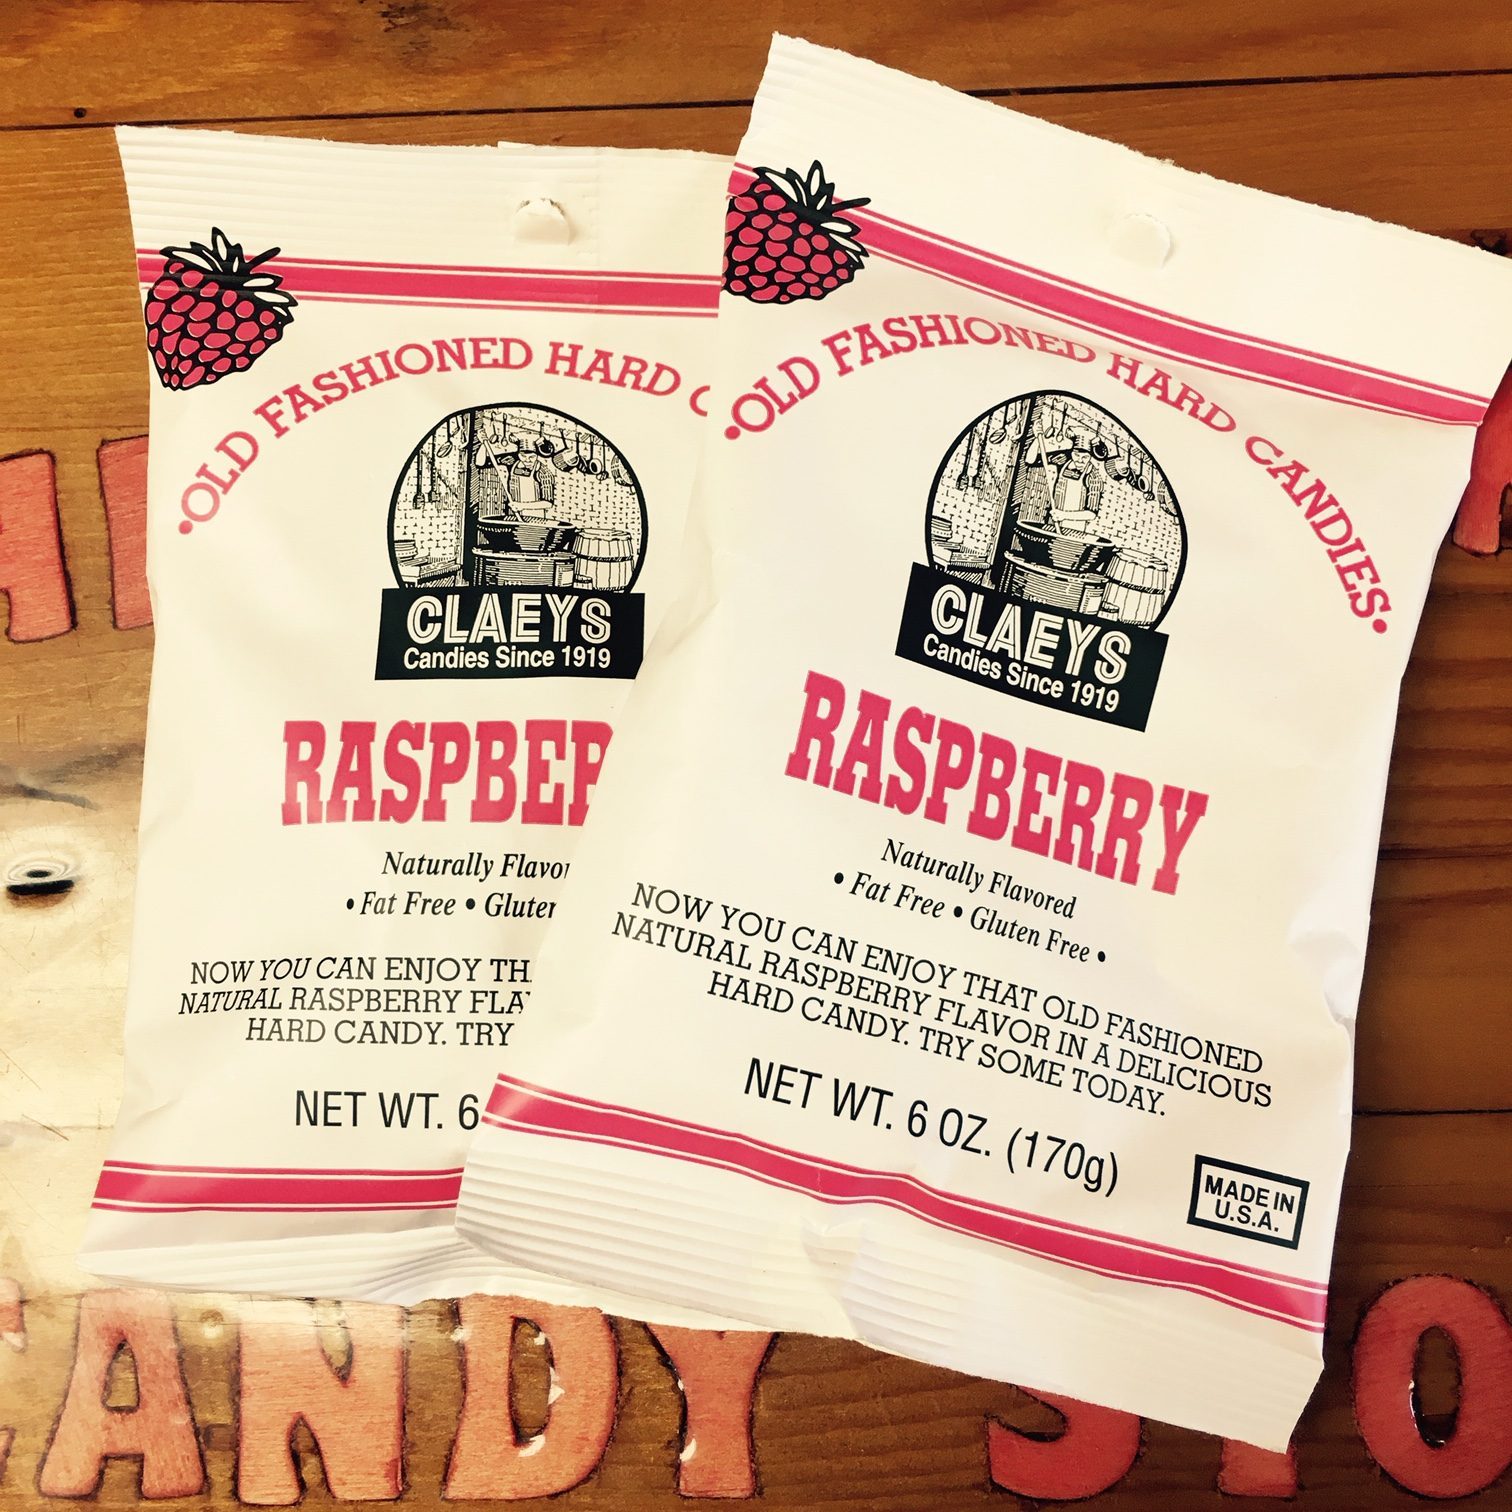 •OLD FASHIONED HARD
CLAEYS
Candies Since 1919
RASPBER
Naturally Flavor
• Fat Free • Gluten
NOW YOU CAN ENJOY TH
NATURAL RASPBERRY FLA
HARD CANDY. TRY
NET WT. 6
•OLD FASHIONED HARD CANDIES•
CLAEYS
Candies Since 1919
RASPBERRY
Naturally Flavored
• Fat Free • Gluten Free •
NOW YOU CAN ENJOY THAT OLD FASHIONED
NATURAL RASPBERRY FLAVOR IN A DELICIOUS
HARD CANDY. TRY SOME TODAY.
NET WT. 6 OZ. (170g)
MADE IN
U.S.A.
CANDY STO